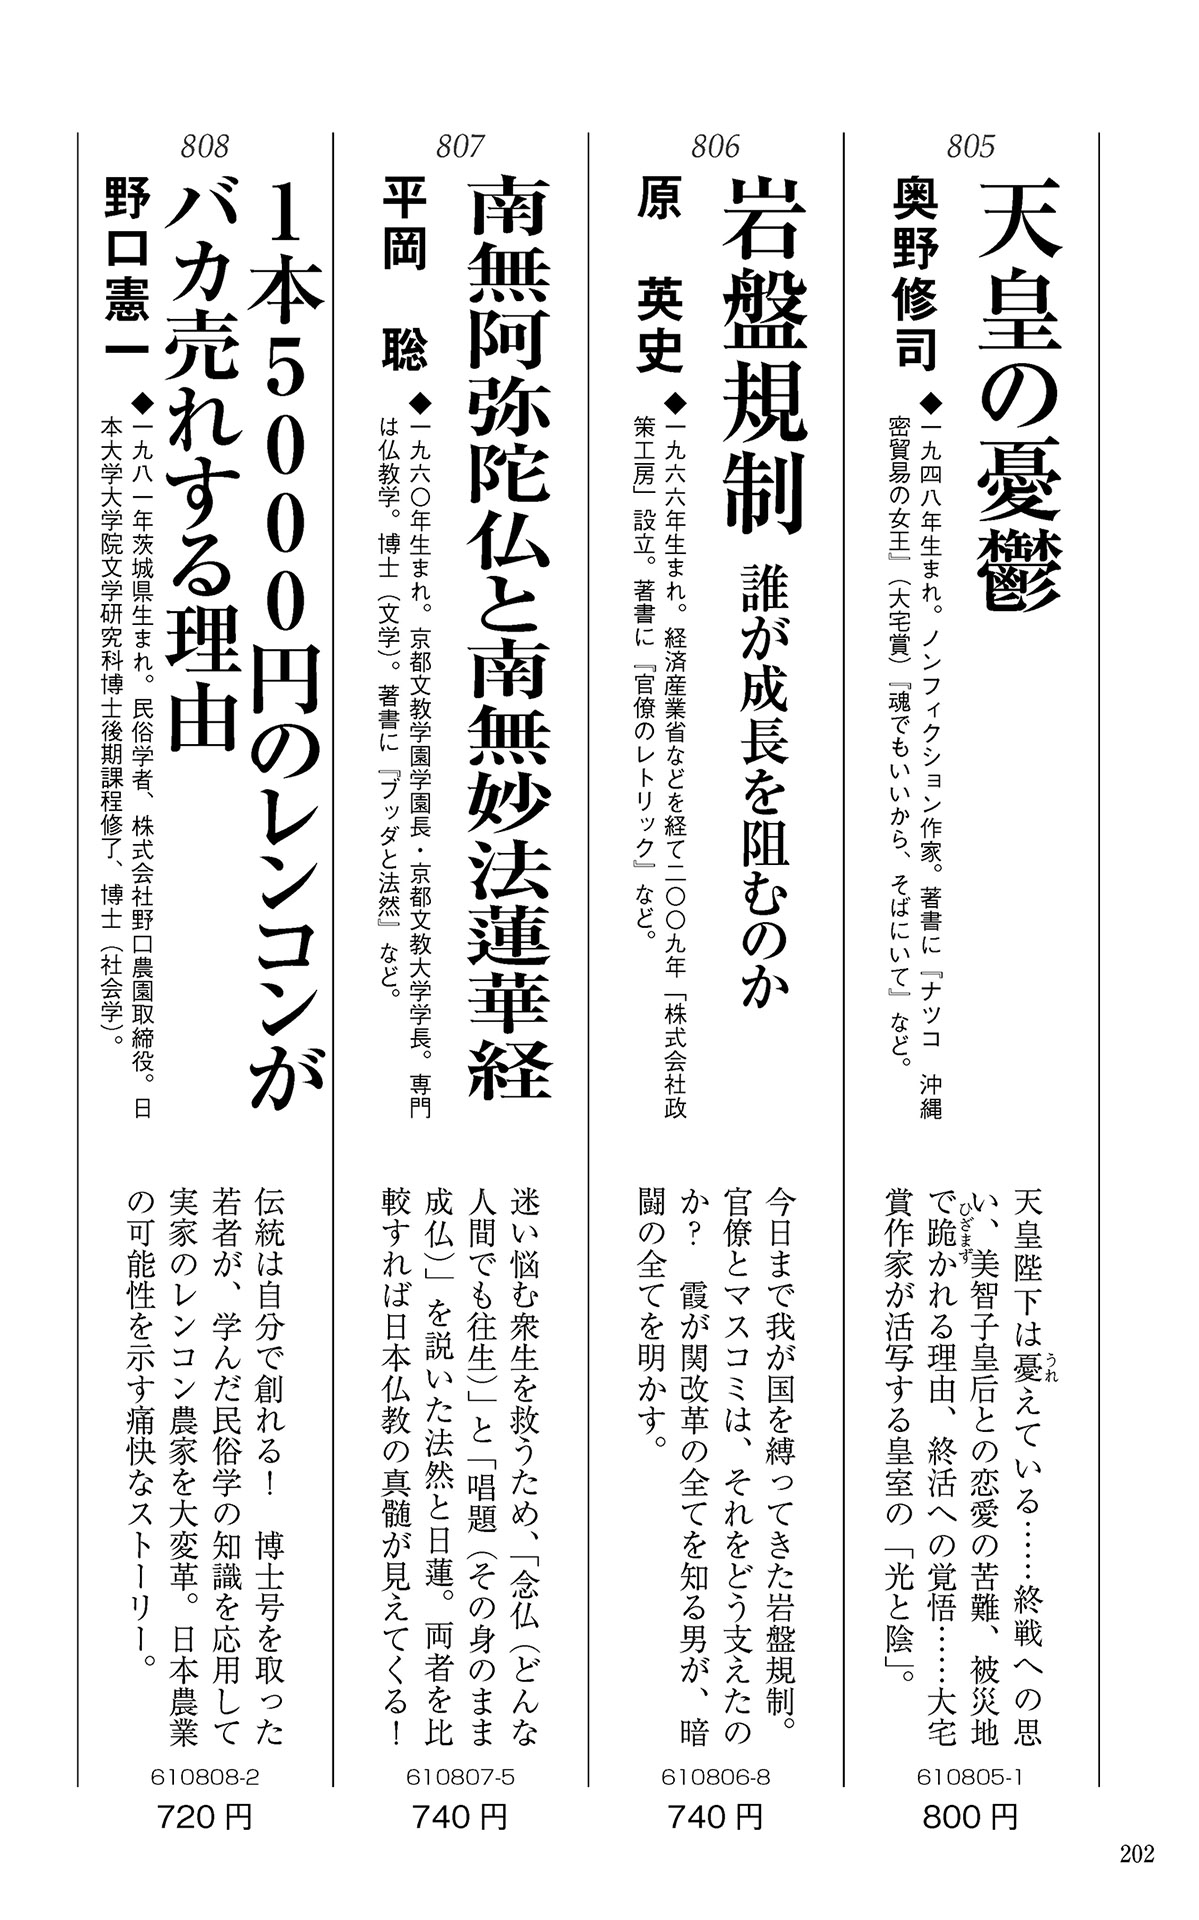 805
天皇の憂鬱
奥野修司
◆一九四八年生まれ。ノンフィクション作家。著書に『ナツコ　沖縄
密貿易の女王』（大宅賞）『魂でもいいから、そばにいて』など。
天皇陛下は憂えている……終戦への思
うれ
い、美智子皇后との恋愛の苦難、被災地
で跪かれる理由、終活への覚悟……大宅
ひざまず
賞作家が活写する皇室の「光と陰」。
610805-1
800円
806
岩盤規制　誰が成長を阻むのか
原　英史
◆一九六六年生まれ。経済産業省などを経て二〇〇九年「株式会社政
策工房」設立。著書に『官僚のレトリック』など。
今日まで我が国を縛ってきた岩盤規制。
官僚とマスコミは、それをどう支えたの
か？　霞が関改革の全てを知る男が、暗
闘の全てを明かす。
610806-8
740円
807
南無阿弥陀仏と南無妙法蓮華経
平岡　聡
◆一九六〇年生まれ。京都文教学園学園長・京都文教大学学長。専門
は仏教学。博士（文学）。著書に『ブッダと法然』など。
迷い悩む衆生を救うため、「念仏（どんな
人間でも往生）」と「唱題（その身のまま
成仏）」を説いた法然と日蓮。両者を比
較すれば日本仏教の真髄が見えてくる！
610807-5
740円
808
1本5000円のレンコンが
バカ売れする理由
野口憲一
◆一九八一年茨城県生まれ。民俗学者、株式会社野口農園取締役。日
本大学大学院文学研究科博士後期課程修了、博士（社会学）。
伝統は自分で創れる！　博士号を取った
若者が、学んだ民俗学の知識を応用して
実家のレンコン農家を大変革。日本農業
の可能性を示す痛快なストーリー。
610808-2
720円
202